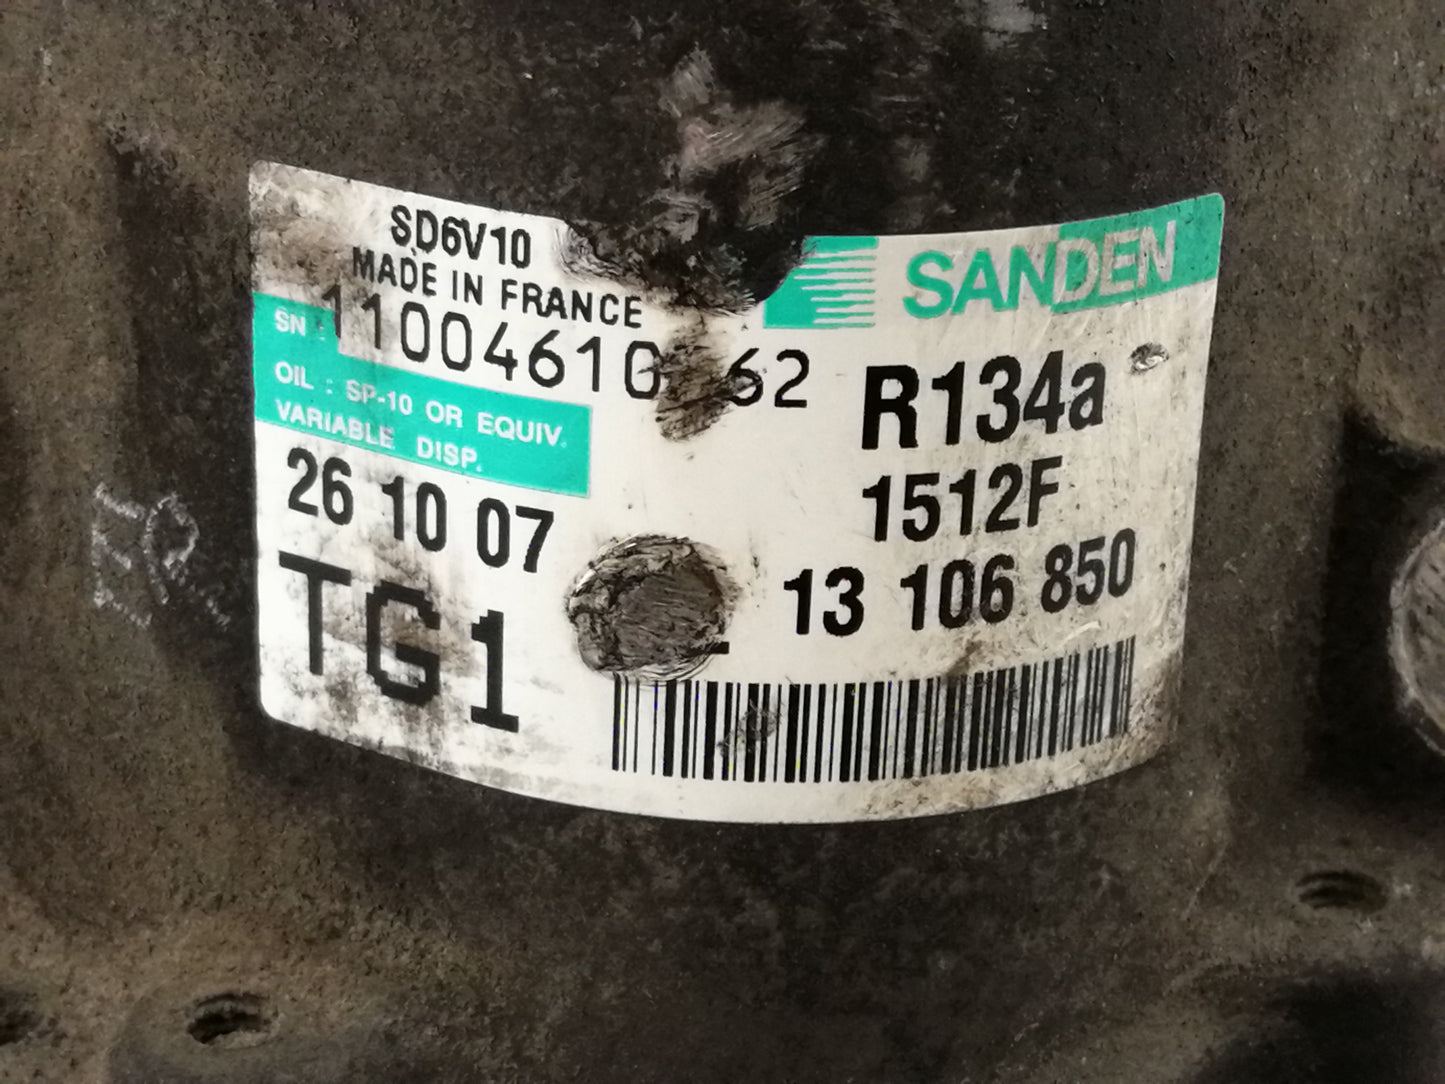 SD6V10
MADE IN FRANCE
SANDEN
SN :
R134a
OIL : SP-10 OR EQUIV.
VARIABLE DISP.
1512F
26 10 07
13 106 850
TG1